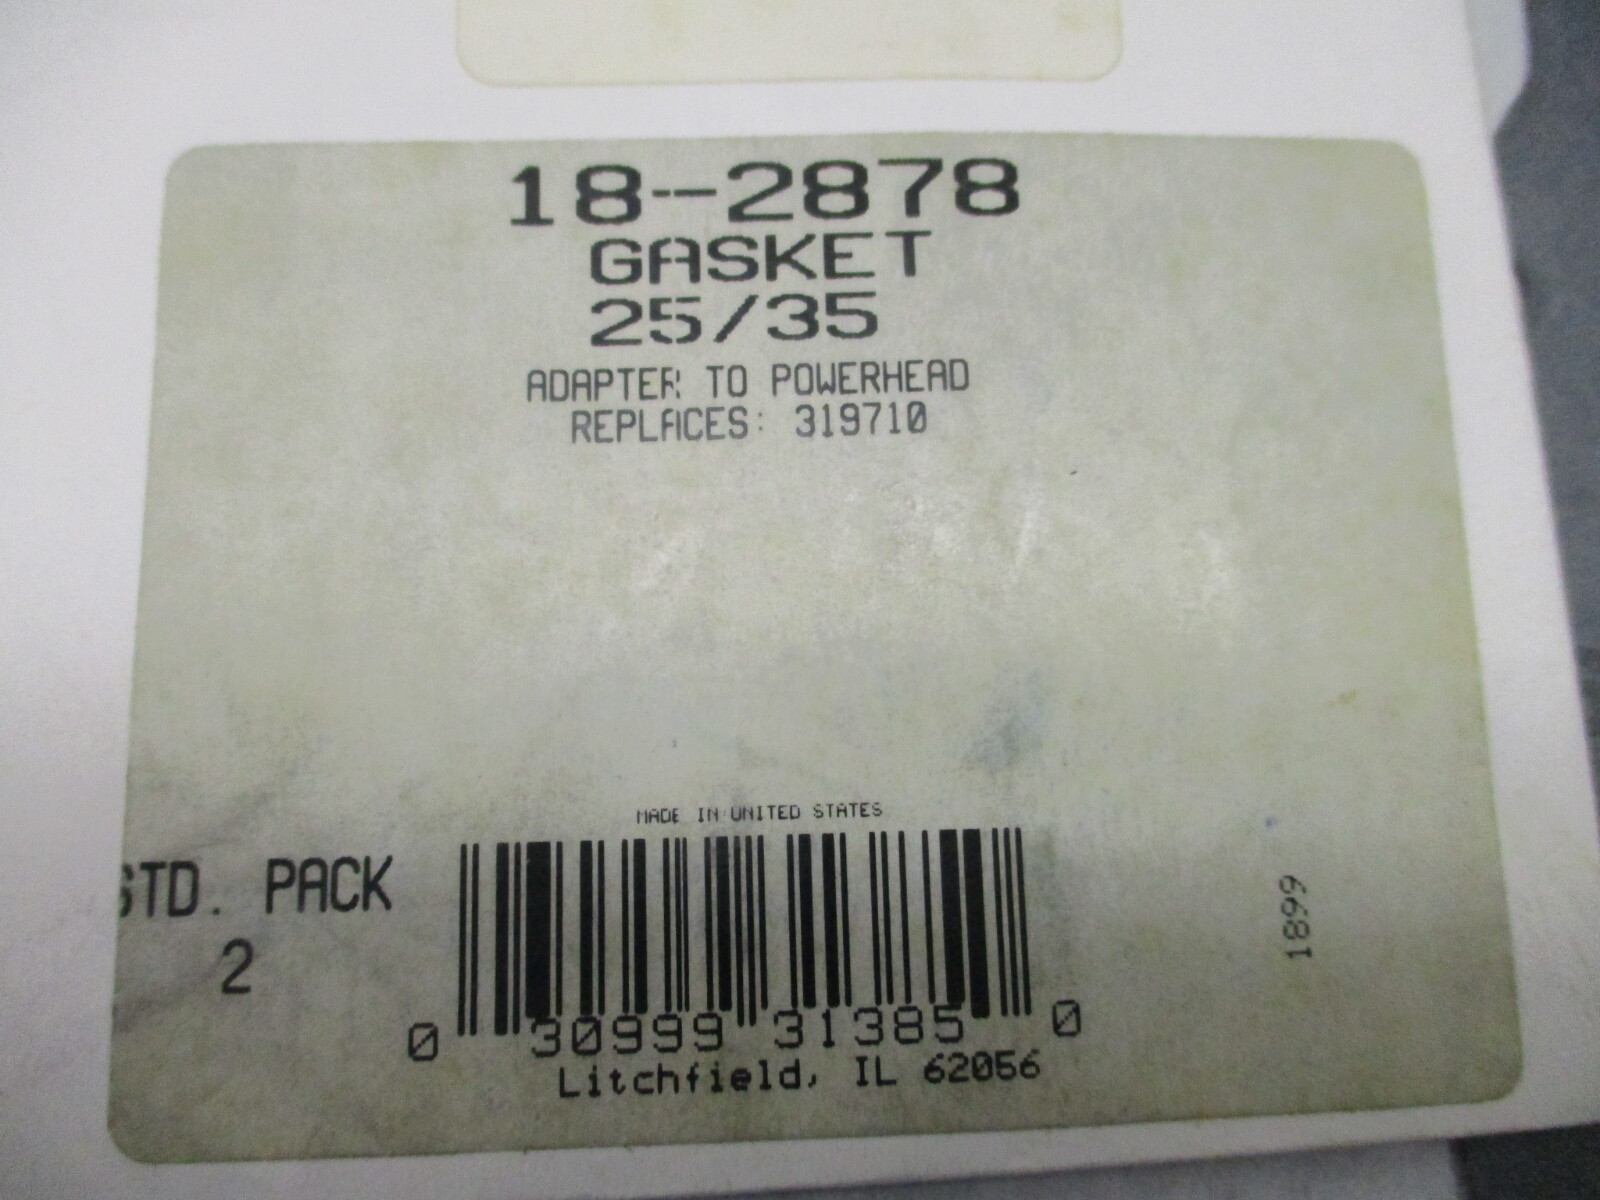 18-2878
GASKET
25/35
ADAPTER TO POWERHEAD
REPLACES: 319710
MADE IN UNITED STATES
STD. PACK
2
0 30999 31385 0
Litchfield, IL 62056
1899